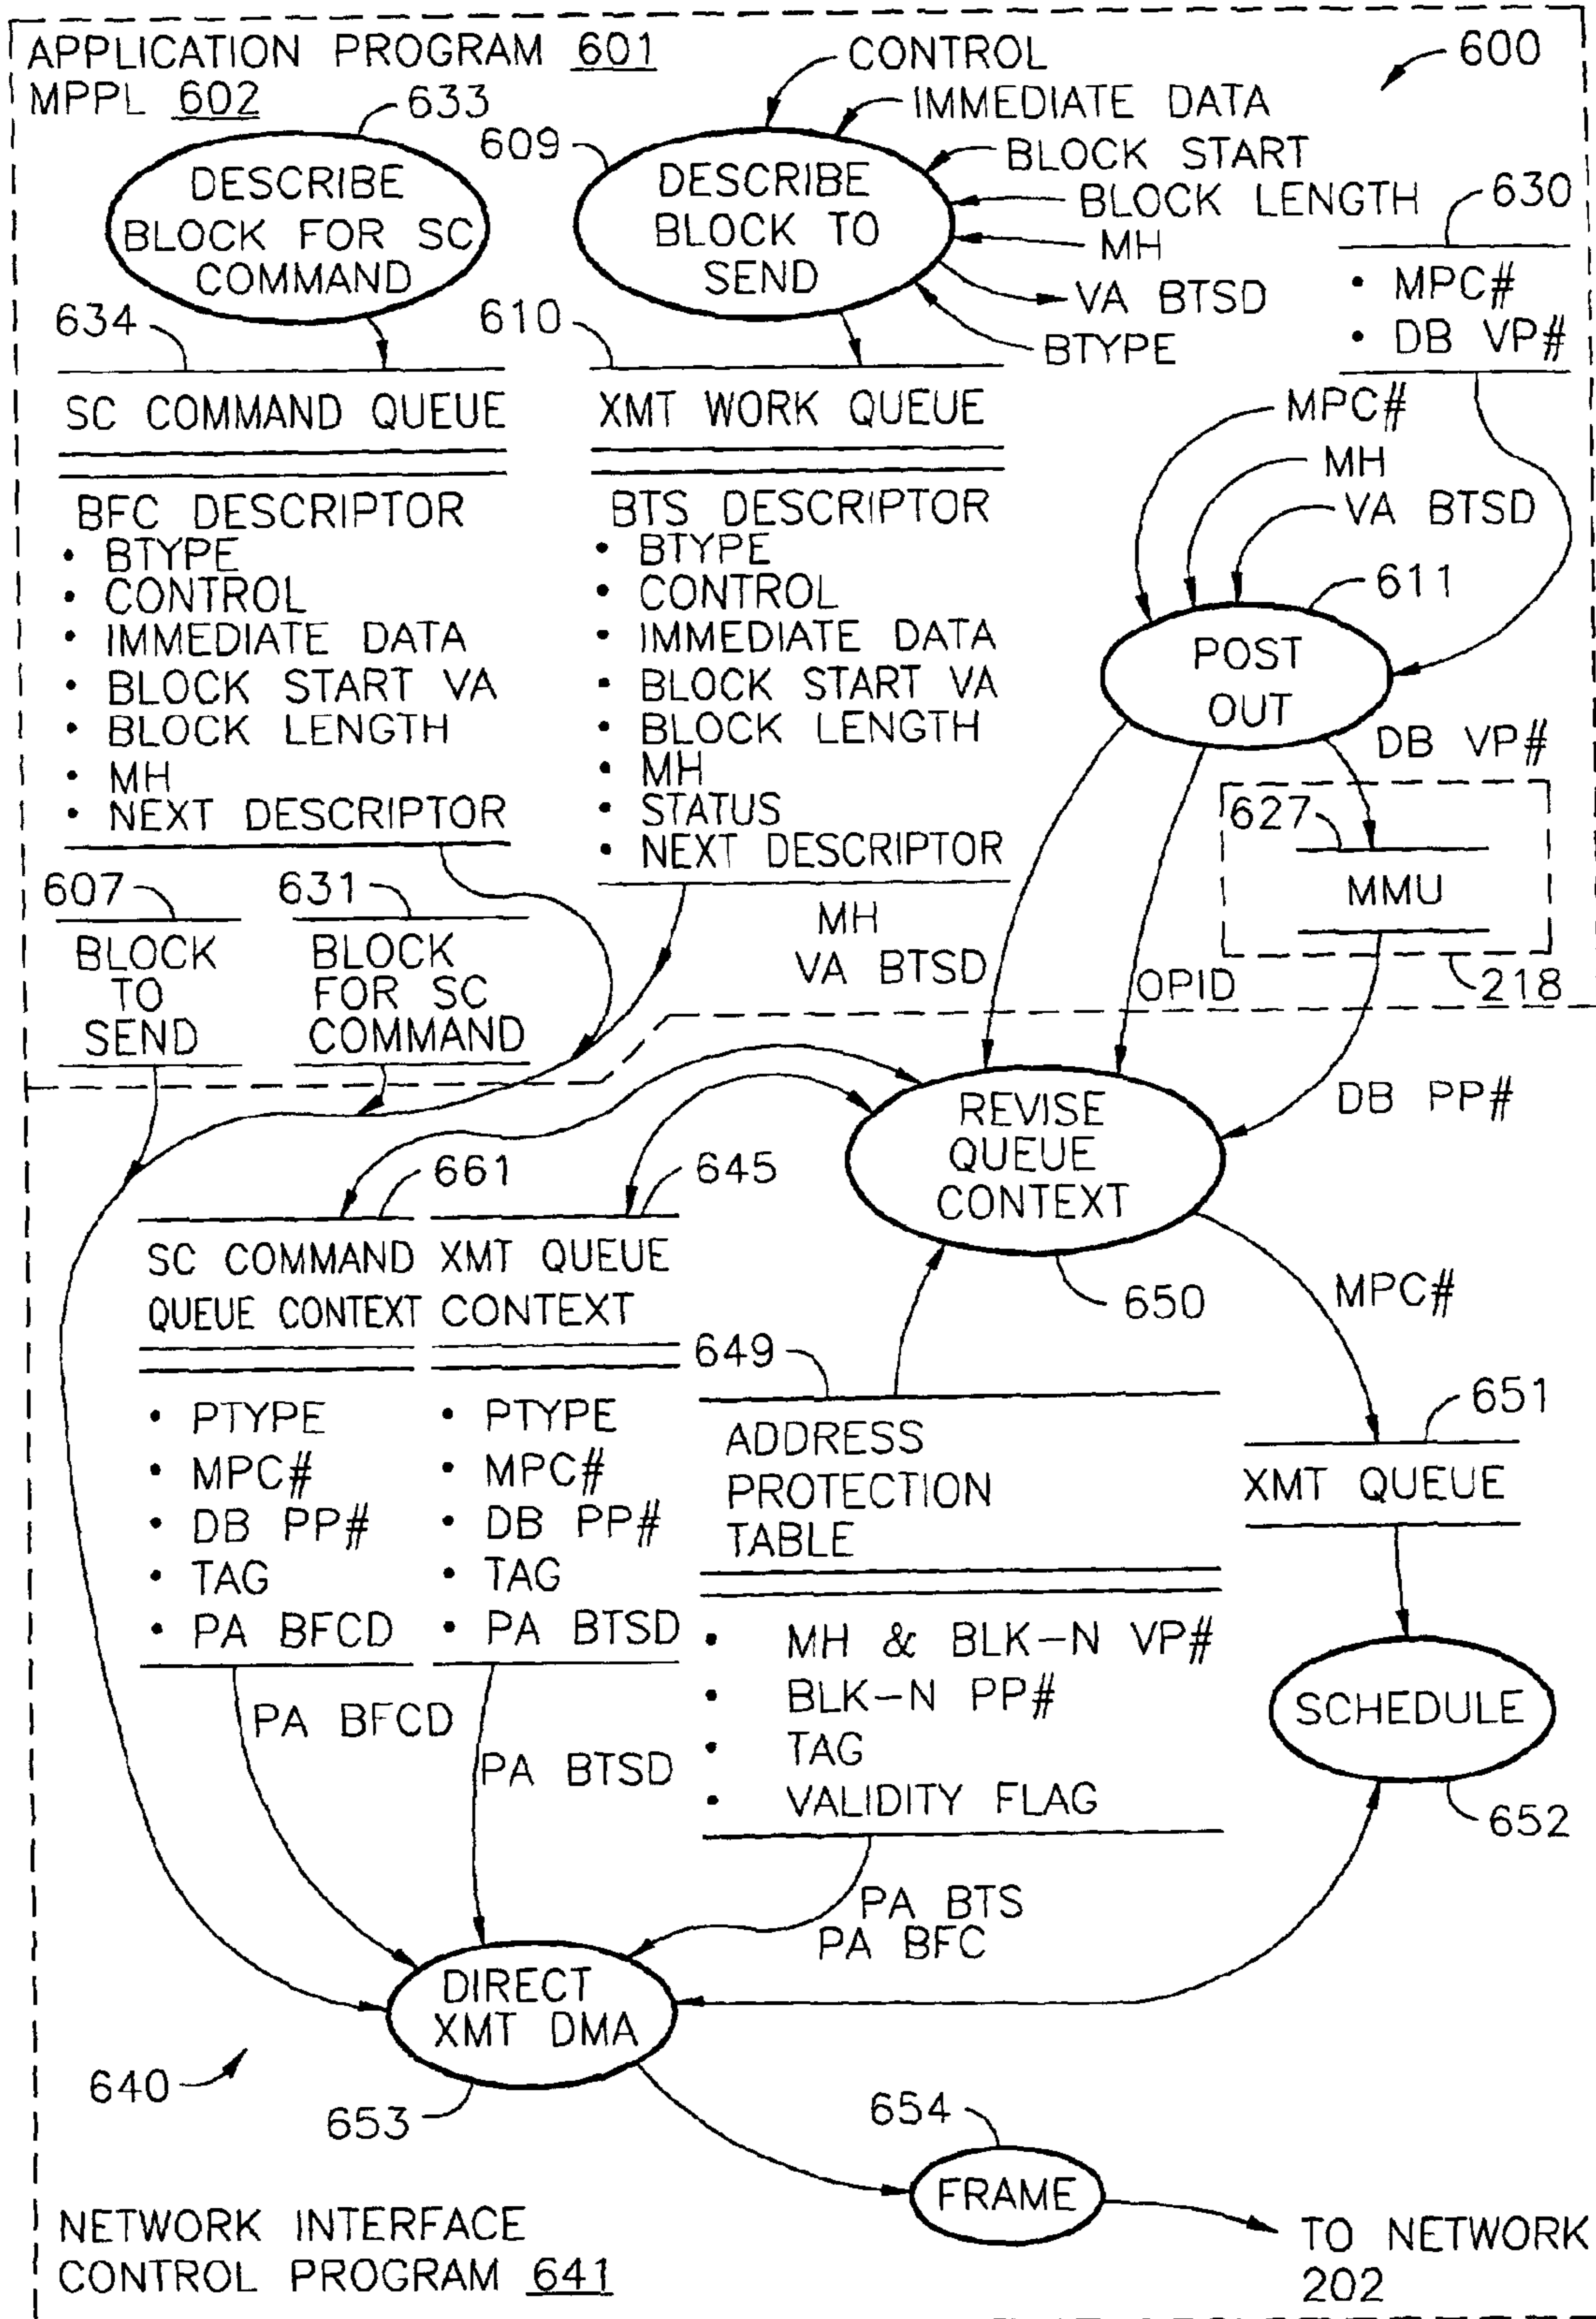 APPLICATION PROGRAM 601
MPPL 602
600
CONTROL
IMMEDIATE DATA
BLOCK START
BLOCK LENGTH
MH
VA BTSD
BTYPE
633
DESCRIBE
BLOCK FOR SC
COMMAND
609
DESCRIBE
BLOCK TO
SEND
630
• MPC#
• DB VP#
634
SC COMMAND QUEUE
BFC DESCRIPTOR
• BTYPE
• CONTROL
• IMMEDIATE DATA
• BLOCK START VA
• BLOCK LENGTH
• MH
• NEXT DESCRIPTOR
610
XMT WORK QUEUE
BTS DESCRIPTOR
• BTYPE
• CONTROL
• IMMEDIATE DATA
• BLOCK START VA
• BLOCK LENGTH
• MH
• STATUS
• NEXT DESCRIPTOR
MPC#
MH
VA BTSD
611
POST
OUT
DB VP#
627
MMU
218
607
BLOCK
TO
SEND
631
BLOCK
FOR SC
COMMAND
MH
VA BTSD
OPID
DB PP#
REVISE
QUEUE
CONTEXT
650
661
SC COMMAND
QUEUE CONTEXT
• PTYPE
• MPC#
• DB PP#
• TAG
• PA BFCD
645
XMT QUEUE
CONTEXT
• PTYPE
• MPC#
• DB PP#
• TAG
• PA BTSD
649
ADDRESS
PROTECTION
TABLE
• MH & BLK-N VP#
• BLK-N PP#
• TAG
• VALIDITY FLAG
MPC#
651
XMT QUEUE
SCHEDULE
652
PA BFCD
PA BTSD
PA BTS
PA BFC
DIRECT
XMT DMA
653
640
654
FRAME
TO NETWORK
202
NETWORK INTERFACE
CONTROL PROGRAM 641